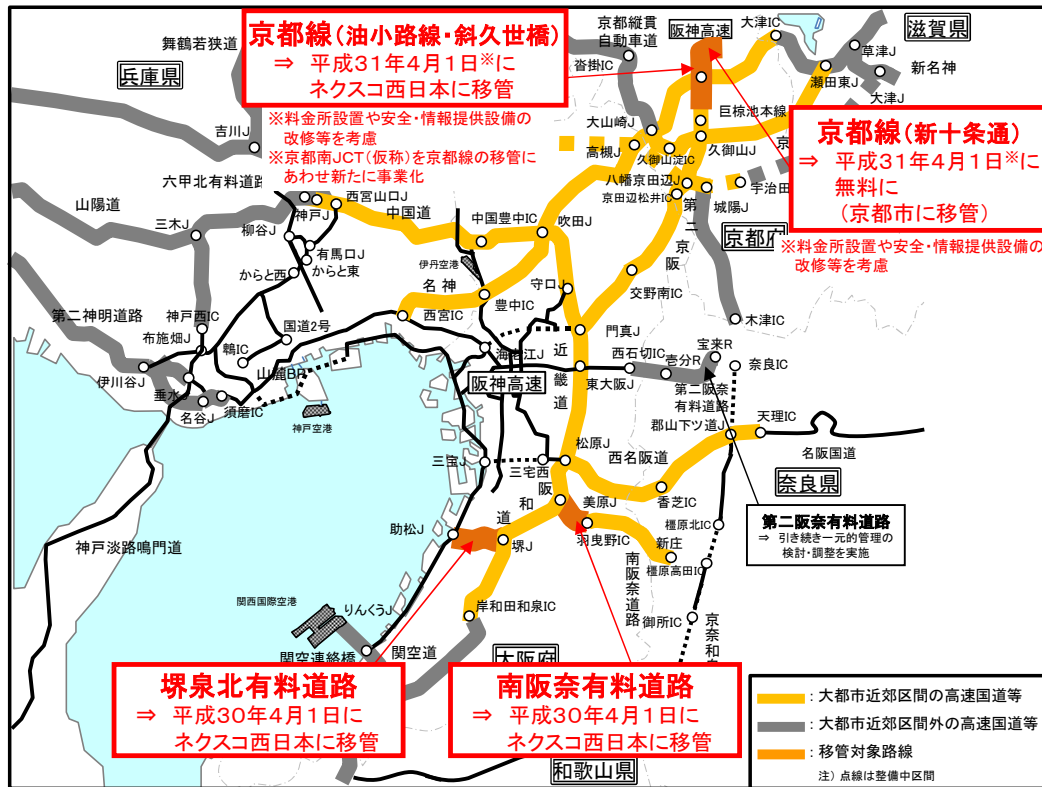 京都線(油小路線・斜久世橋)
⇒ 平成31年4月1日※に
ネクスコ西日本に移管
※料金所設置や安全・情報提供設備の
改修等を考慮
※京都南JCT(仮称)を京都線の移管に
あわせ新たに事業化
京都線(新十条通)
⇒ 平成31年4月1日※に
無料に
(京都市に移管)
※料金所設置や安全・情報提供設備の
改修等を考慮
舞鶴若狭道
兵庫県
京都縦貫
自動車道
沓掛IC
阪神高速
大津IC
滋賀県
草津J
瀬田東J
新名神
大津J
吉川J
大山崎J
高槻J
巨椋池本線
久御山淀IC
久御山J
京
八幡京田辺J
京田辺松井IC
宇治田
城陽J
第二京阪
京都府
六甲北有料道路
山陽道
三木J
神戸J
西宮山口J
中国道
中国豊中IC
吹田J
柳谷J
有馬口J
からと東
からと西
伊丹空港
名神
守口J
交野南IC
木津IC
第二神明道路
神戸西IC
布施畑J
国道2号
西宮IC
豊中IC
門真J
近畿道
西石切IC
宝来R
壱分R
奈良IC
鶉IC
山麓BP
海老江J
阪神高速
東大阪J
第二阪奈
有料道路
伊川谷J
垂水J
名谷J
須磨IC
神戸空港
郡山下ツ道J
天理IC
松原J
西名阪道
名阪国道
三宝J
三宅西
阪和道
美原J
香芝IC
奈良県
第二阪奈有料道路
⇒ 引き続き一元的管理の
検討・調整を実施
助松J
堺J
羽曳野IC
新庄
橿原北IC
橿原高田IC
神戸淡路鳴門道
南阪奈道路
関西国際空港
りんくうJ
岸和田和泉IC
御所IC
京奈和自
関空連絡橋
関空道
大阪府
堺泉北有料道路
⇒ 平成30年4月1日に
ネクスコ西日本に移管
南阪奈有料道路
⇒ 平成30年4月1日に
ネクスコ西日本に移管
和歌山県
:大都市近郊区間の高速国道等
:大都市近郊区間外の高速国道等
:移管対象路線
注)点線は整備中区間